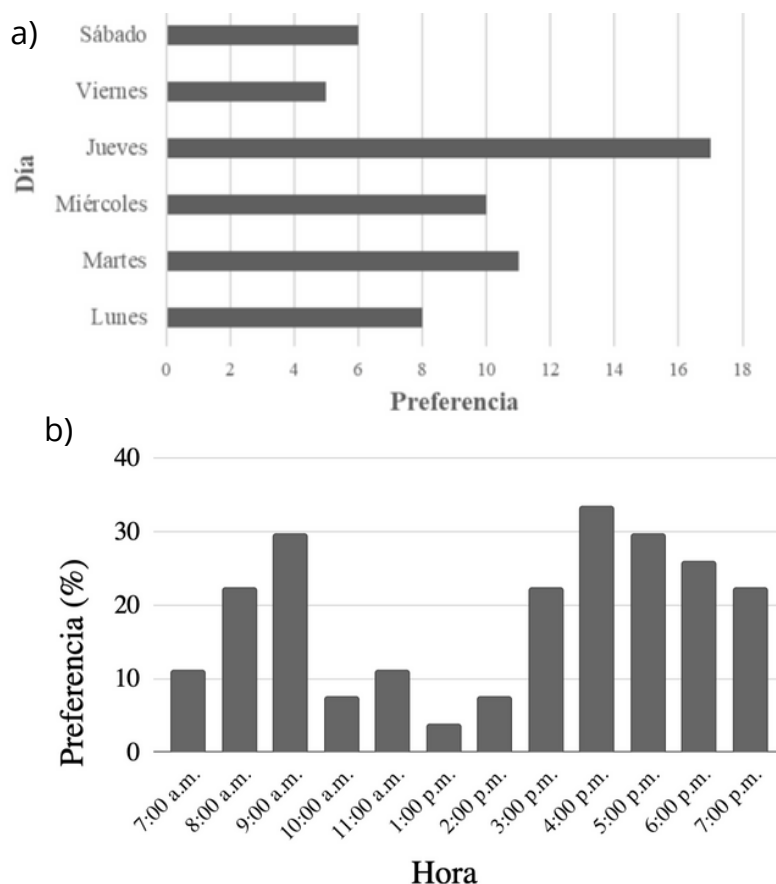 a)
Sábado
Viernes
Jueves
Miércoles
Martes
Lunes
Día
0 2 4 6 8 10 12 14 16 18
Preferencia
b)
40
30
20
10
0
Preferencia (%)
7:00 a.m. 8:00 a.m. 9:00 a.m. 10:00 a.m. 11:00 a.m. 1:00 p.m. 2:00 p.m. 3:00 p.m. 4:00 p.m. 5:00 p.m. 6:00 p.m. 7:00 p.m.
Hora